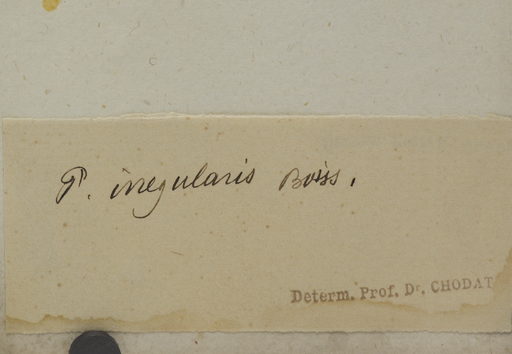 P. irregularis Boiss.
Determ. Prof. Dr. CHODAT